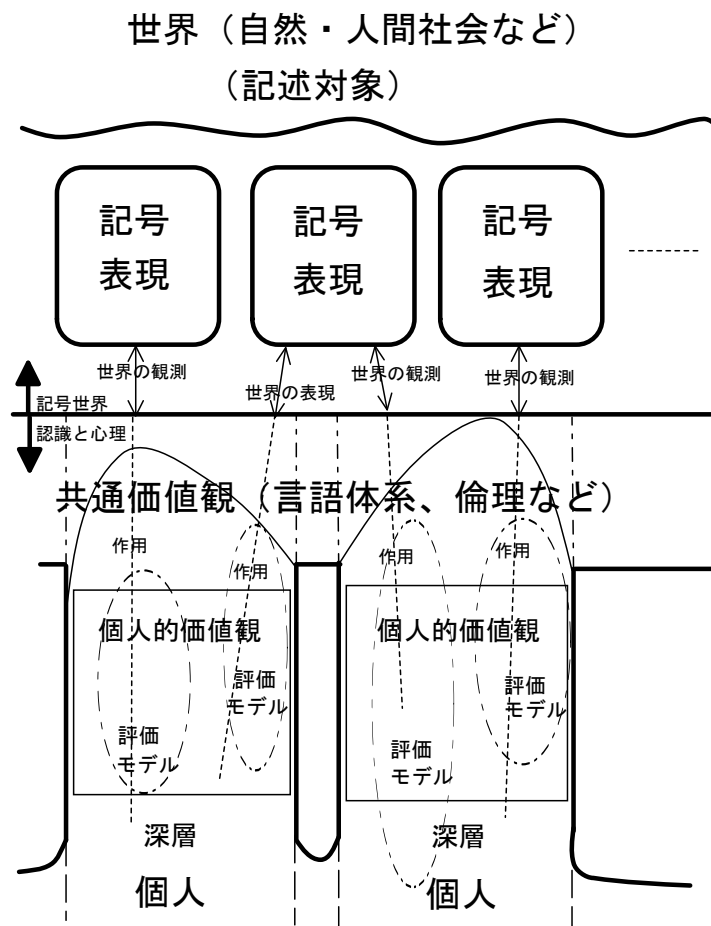 世界（自然・人間社会など）
（記述対象）
記号
表現
記号
表現
記号
表現
世界の観測
世界の表現
世界の観測
世界の観測
記号世界
認識と心理
共通価値観（言語体系、倫理など）
作用
作用
作用
作用
個人的価値観
個人的価値観
評価
モデル
評価
モデル
評価
モデル
評価
モデル
深層
深層
個人
個人